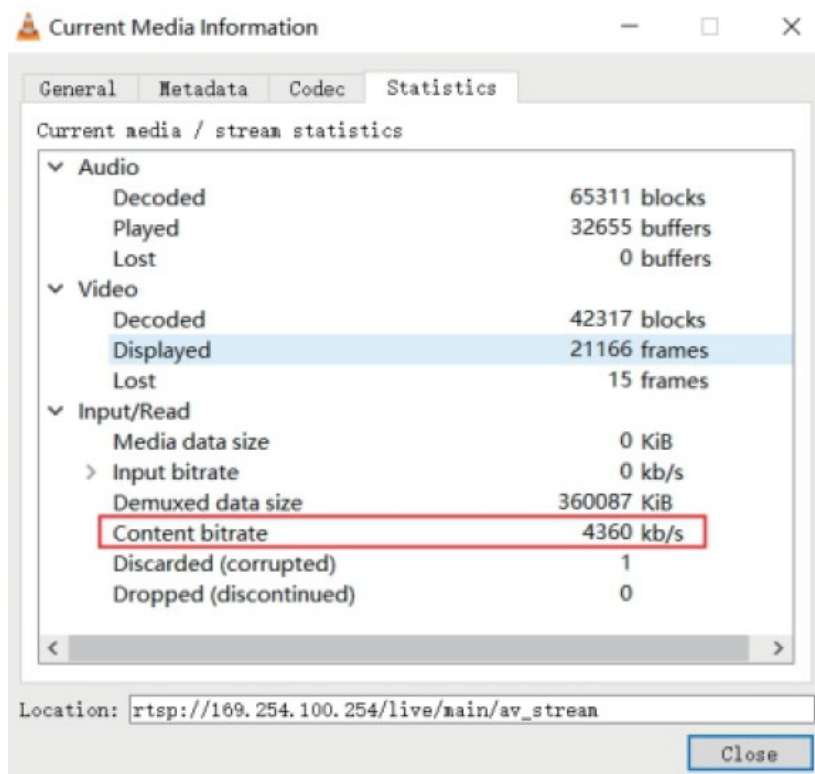 Current Media Information
General Metadata Codec Statistics
Current media / stream statistics
Audio
Decoded 65311 blocks
Played 32655 buffers
Lost 0 buffers
Video
Decoded 42317 blocks
Displayed 21166 frames
Lost 15 frames
Input/Read
Media data size 0 KiB
Input bitrate 0 kb/s
Demuxed data size 360087 KiB
Content bitrate 4360 kb/s
Discarded (corrupted) 1
Dropped (discontinued) 0
Location: rtsp://169.254.100.254/live/main/av_stream
Close